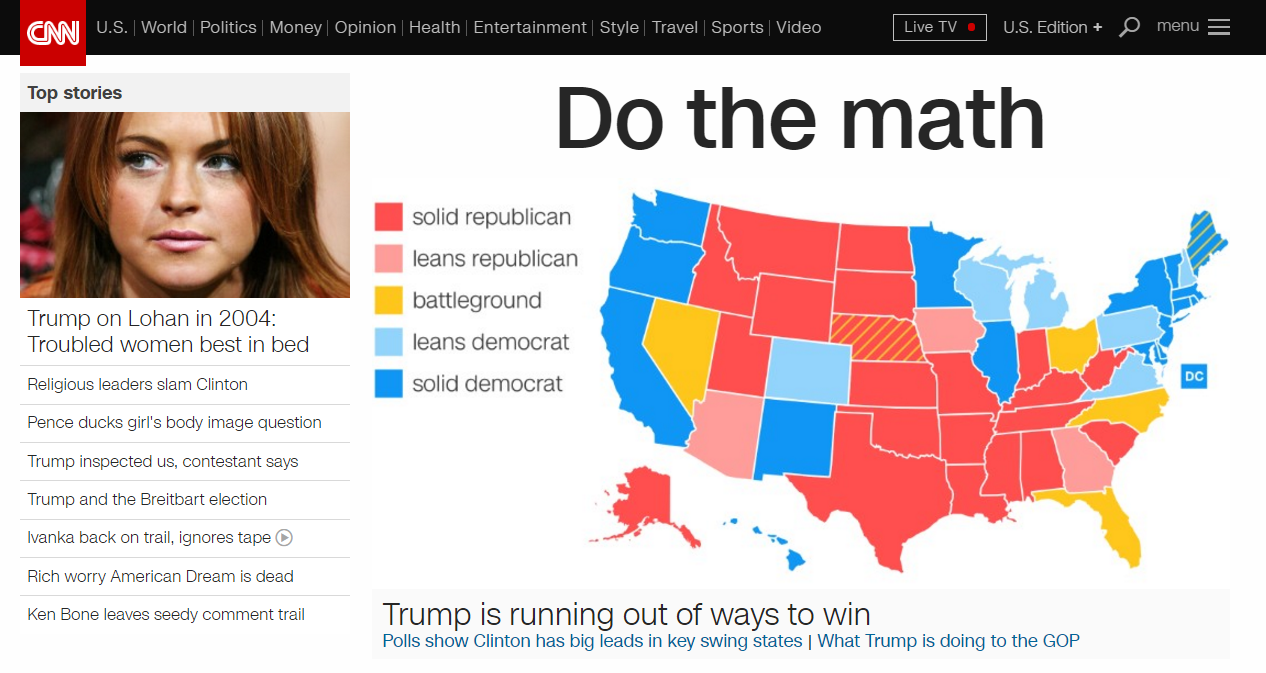 CNN
U.S. | World | Politics | Money | Opinion | Health | Entertainment | Style | Travel | Sports | Video
Live TV
U.S. Edition +
menu
Top stories
Trump on Lohan in 2004:
Troubled women best in bed
Religious leaders slam Clinton
Pence ducks girl's body image question
Trump inspected us, contestant says
Trump and the Breitbart election
Ivanka back on trail, ignores tape
Rich worry American Dream is dead
Ken Bone leaves seedy comment trail
Do the math
solid republican
leans republican
battleground
leans democrat
solid democrat
DC
Trump is running out of ways to win
Polls show Clinton has big leads in key swing states | What Trump is doing to the GOP